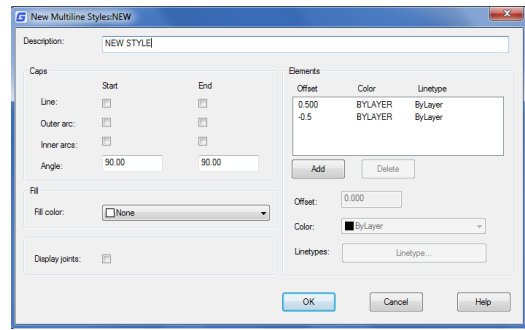 New Multiline Styles:NEW
Description: NEW STYLE
Caps
Start End
Line:
Outer arc:
Inner arcs:
Angle: 90.00 90.00
Fill
Fill color: None
Display joints:
Elements
Offset Color Linetype
0.500 BYLAYER ByLayer
-0.5 BYLAYER ByLayer
Add Delete
Offset: 0.000
Color: ByLayer
Linetypes: Linetype...
OK Cancel Help